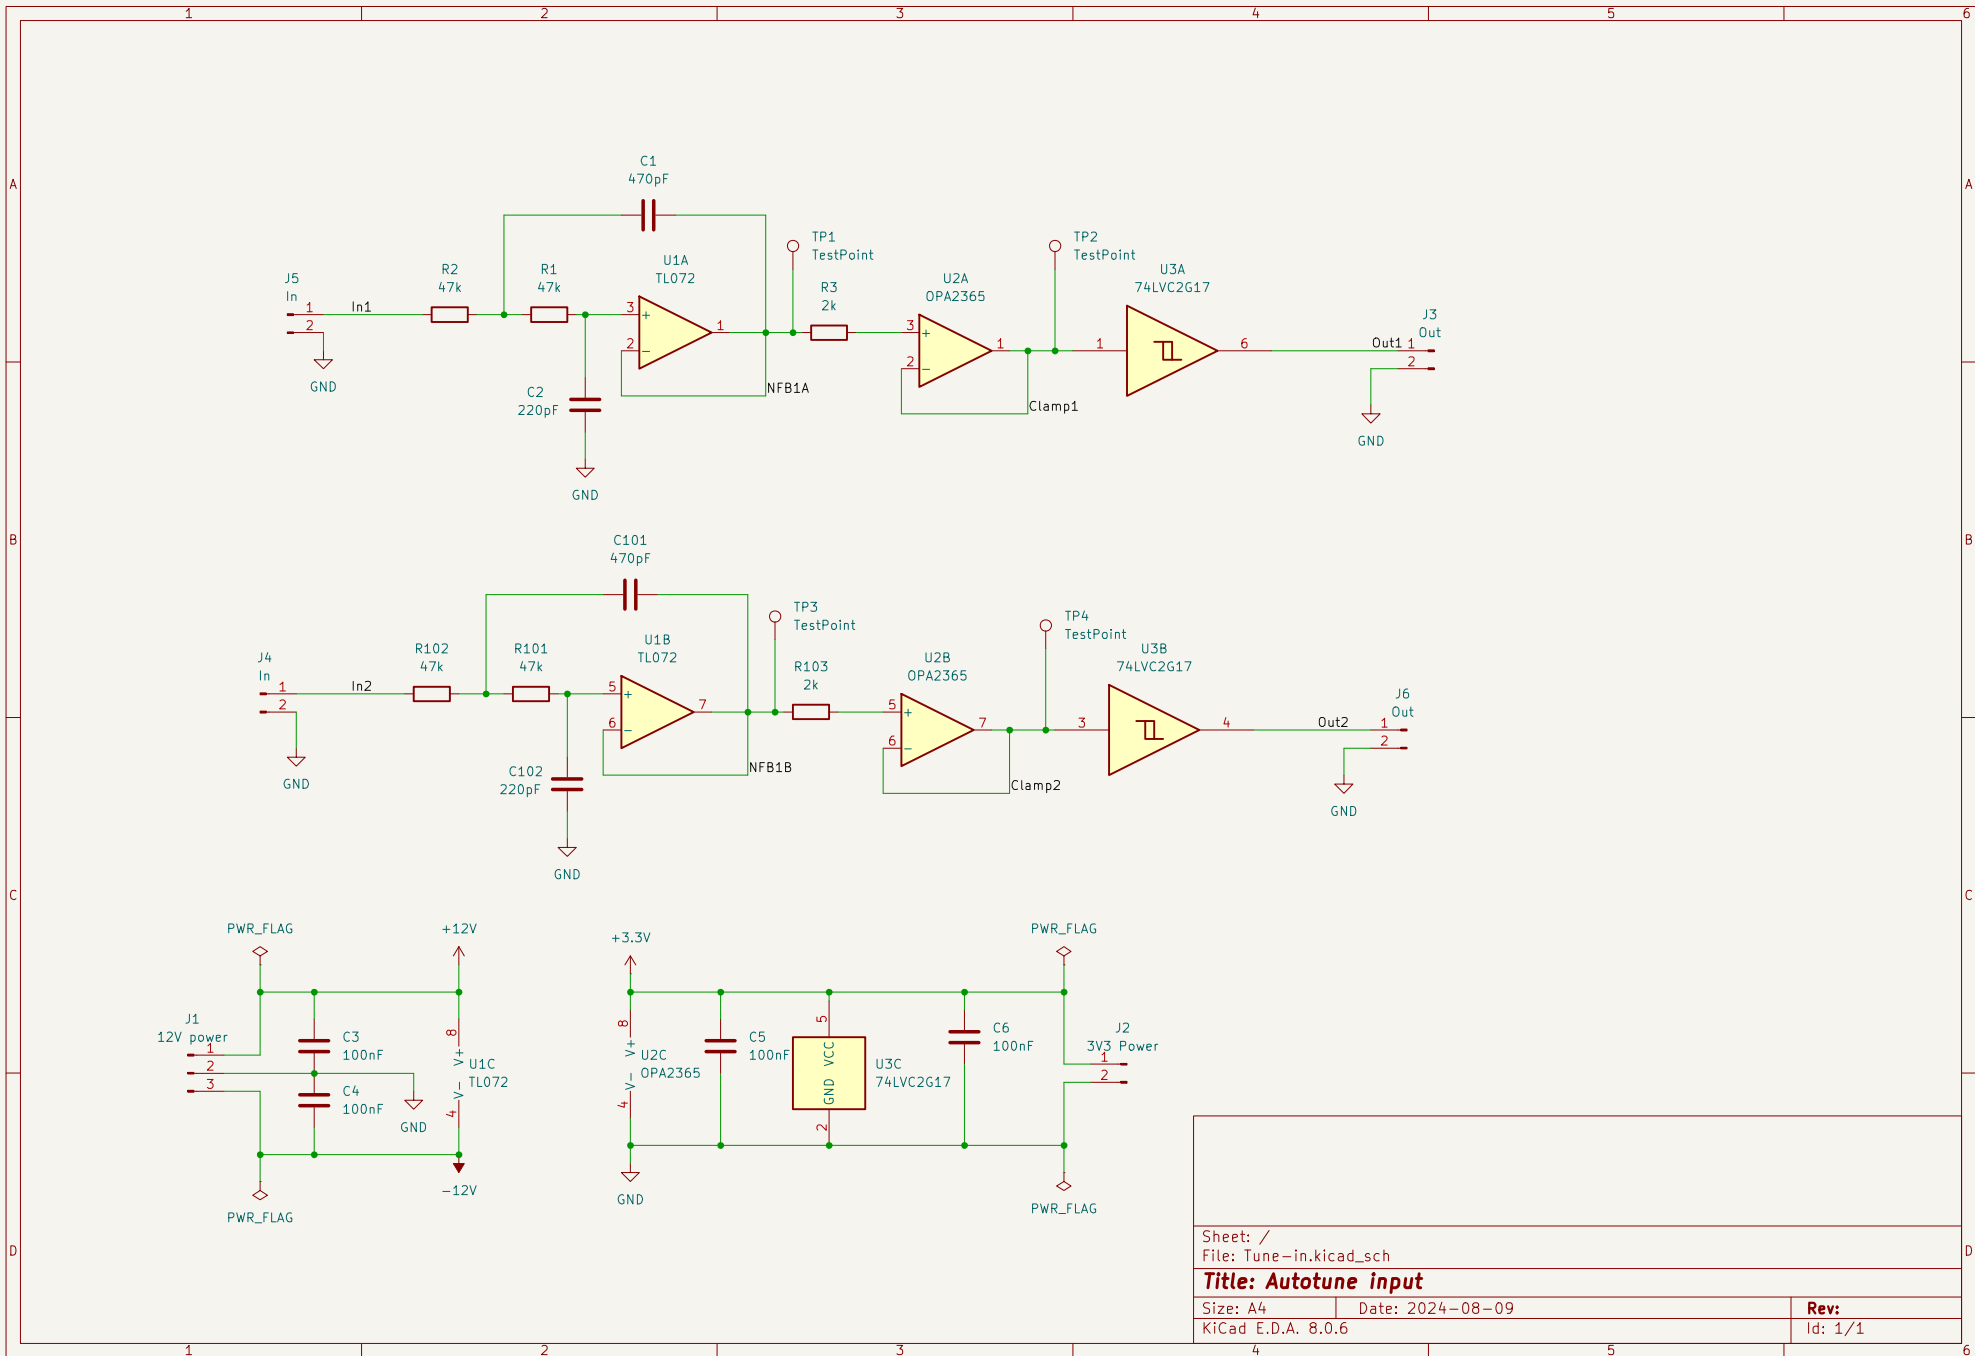 1 2 3 4 5 6
A A
C1
470pF
TP1
TestPoint
TP2
TestPoint
U1A
TL072
R2
47k
R1
47k
J5
In
1
2
In1
GND
3
+
2
−
1
R3
2k
U2A
OPA2365
3
+
2
−
1
U3A
74LVC2G17
1
6
J3
Out
Out1
1
2
GND
NFB1A
Clamp1
C2
220pF
GND
B B
C101
470pF
TP3
TestPoint
TP4
TestPoint
U1B
TL072
R102
47k
R101
47k
J4
In
1
2
In2
GND
5
+
6
−
7
R103
2k
U2B
OPA2365
5
+
6
−
7
U3B
74LVC2G17
3
4
J6
Out
Out2
1
2
GND
NFB1B
Clamp2
C102
220pF
GND
C C
PWR_FLAG
+12V
J1
12V power
1
2
3
C3
100nF
C4
100nF
GND
8
V+
U1C
TL072
V−
4
−12V
PWR_FLAG
+3.3V
PWR_FLAG
8
V+
U2C
OPA2365
V−
4
C5
100nF
5
VCC
GND
2
U3C
74LVC2G17
C6
100nF
J2
3V3 Power
1
2
GND
PWR_FLAG
D D
Sheet: /
File: Tune−in.kicad_sch
Title: Autotune input
Size: A4 Date: 2024−08−09 Rev:
KiCad E.D.A. 8.0.6 Id: 1/1
1 2 3 4 5 6